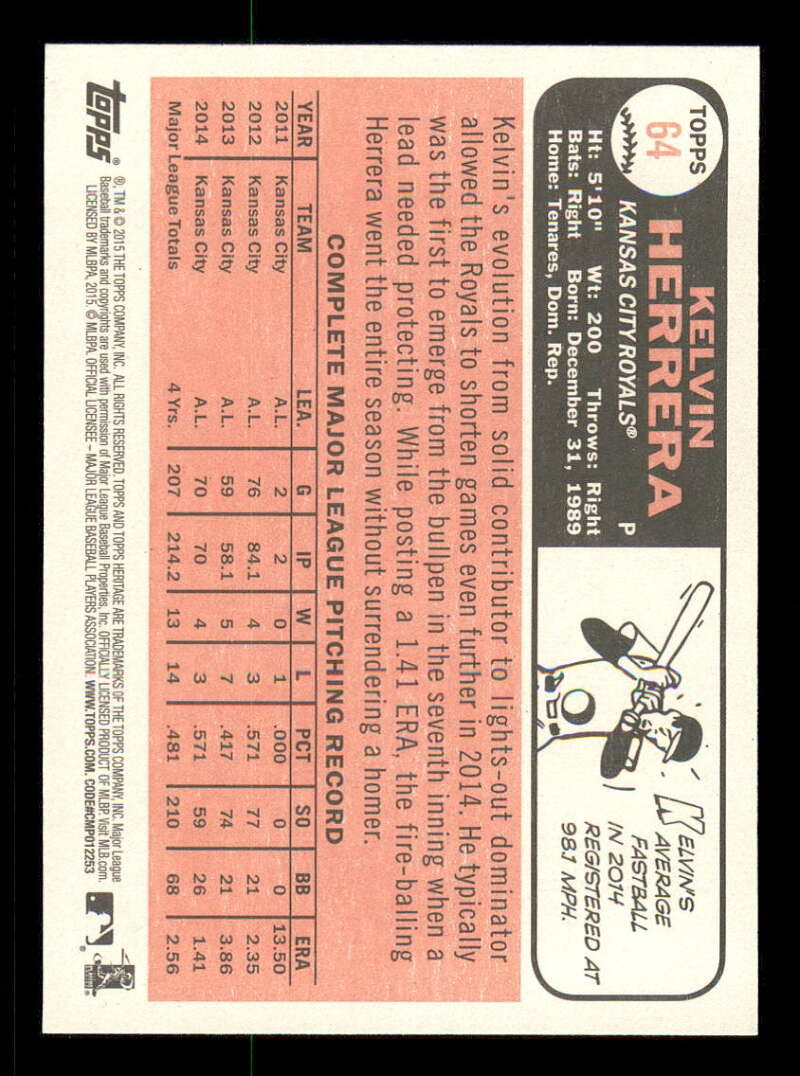 TOPPS
64
KELVIN
HERRERA
KANSAS CITY ROYALS® P
Ht: 5'10" Wt: 200 Throws: Right
Bats: Right Born: December 31, 1989
Home: Tenares, Dom. Rep.
KELVIN'S
AVERAGE
FASTBALL
IN 2014
REGISTERED AT
98.1 MPH.
Kelvin's evolution from solid contributor to lights-out dominator
allowed the Royals to shorten games even further in 2014. He typically
was the first to emerge from the bullpen in the seventh inning when a
lead needed protecting. While posting a 1.41 ERA, the fire-balling
Herrera went the entire season without surrendering a homer.
COMPLETE MAJOR LEAGUE PITCHING RECORD
YEAR TEAM LEA. G IP W L PCT SO BB ERA
2011 Kansas City A.L. 2 2 0 1 .000 0 0 13.50
2012 Kansas City A.L. 76 84.1 4 3 .571 77 21 2.35
2013 Kansas City A.L. 59 58.1 5 7 .417 74 21 3.86
2014 Kansas City A.L. 70 70 4 3 .571 59 26 1.41
Major League Totals 4 Yrs. 207 214.2 13 14 .481 210 68 2.56
topps®
®, TM & © 2015 THE TOPPS COMPANY, INC. ALL RIGHTS RESERVED. TOPPS AND TOPPS HERITAGE ARE TRADEMARKS OF THE TOPPS COMPANY, INC. Major League
Baseball trademarks and copyrights are used with permission of Major League Baseball Properties, Inc. OFFICIALLY LICENSED PRODUCT OF MLBP. Visit MLB.com.
LICENSED BY MLBPA, 2015 © MLBPA. OFFICIAL LICENSEE – MAJOR LEAGUE BASEBALL PLAYERS ASSOCIATION. WWW.TOPPS.COM. CODE#CMP012253